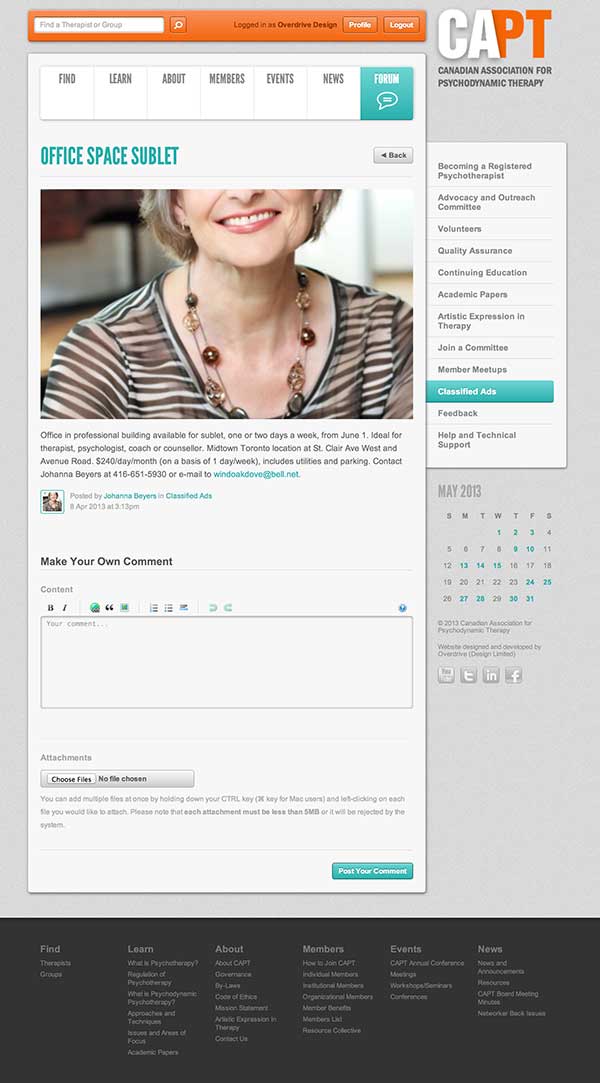 Find a Therapist or Group
Logged in as Overdrive Design
Profile
Logout
CAPT
CANADIAN ASSOCIATION FOR
PSYCHODYNAMIC THERAPY
FIND
LEARN
ABOUT
MEMBERS
EVENTS
NEWS
FORUM
OFFICE SPACE SUBLET
◄ Back
Office in professional building available for sublet, one or two days a week, from June 1. Ideal for
therapist, psychologist, coach or counsellor. Midtown Toronto location at St. Clair Ave West and
Avenue Road. $240/day/month (on a basis of 1 day/week), includes utilities and parking. Contact
Johanna Beyers at 416-651-5930 or e-mail to windoakdove@bell.net.
Posted by Johanna Beyers in Classified Ads
8 Apr 2013 at 3:13pm
Make Your Own Comment
Content
B I
Your comment...
Attachments
Choose Files No file chosen
You can add multiple files at once by holding down your CTRL key (⌘ key for Mac users) and left-clicking on each
file you would like to attach. Please note that each attachment must be less than 5MB or it will be rejected by the
system.
Post Your Comment
Becoming a Registered
Psychotherapist
Advocacy and Outreach
Committee
Volunteers
Quality Assurance
Continuing Education
Academic Papers
Artistic Expression in
Therapy
Join a Committee
Member Meetups
Classified Ads
Feedback
Help and Technical
Support
MAY 2013
S M T W T F S
1 2 3 4
5 6 7 8 9 10 11
12 13 14 15 16 17 18
19 20 21 22 23 24 25
26 27 28 29 30 31
© 2013 Canadian Association for
Psychodynamic Therapy
Website designed and developed by
Overdrive (Design Limited)
You Tube
t
in
f
Find
Therapists
Groups
Learn
What is Psychotherapy?
Regulation of
Psychotherapy
What is Psychodynamic
Psychotherapy?
Approaches and
Techniques
Issues and Areas of
Focus
Academic Papers
About
About CAPT
Governance
By-Laws
Code of Ethics
Mission Statement
Artistic Expression in
Therapy
Contact Us
Members
How to Join CAPT
Individual Members
Institutional Members
Organizational Members
Member Benefits
Members List
Resource Collective
Events
CAPT Annual Conference
Meetings
Workshops/Seminars
Conferences
News
News and
Announcements
Resources
CAPT Board Meeting
Minutes
Networker Back Issues